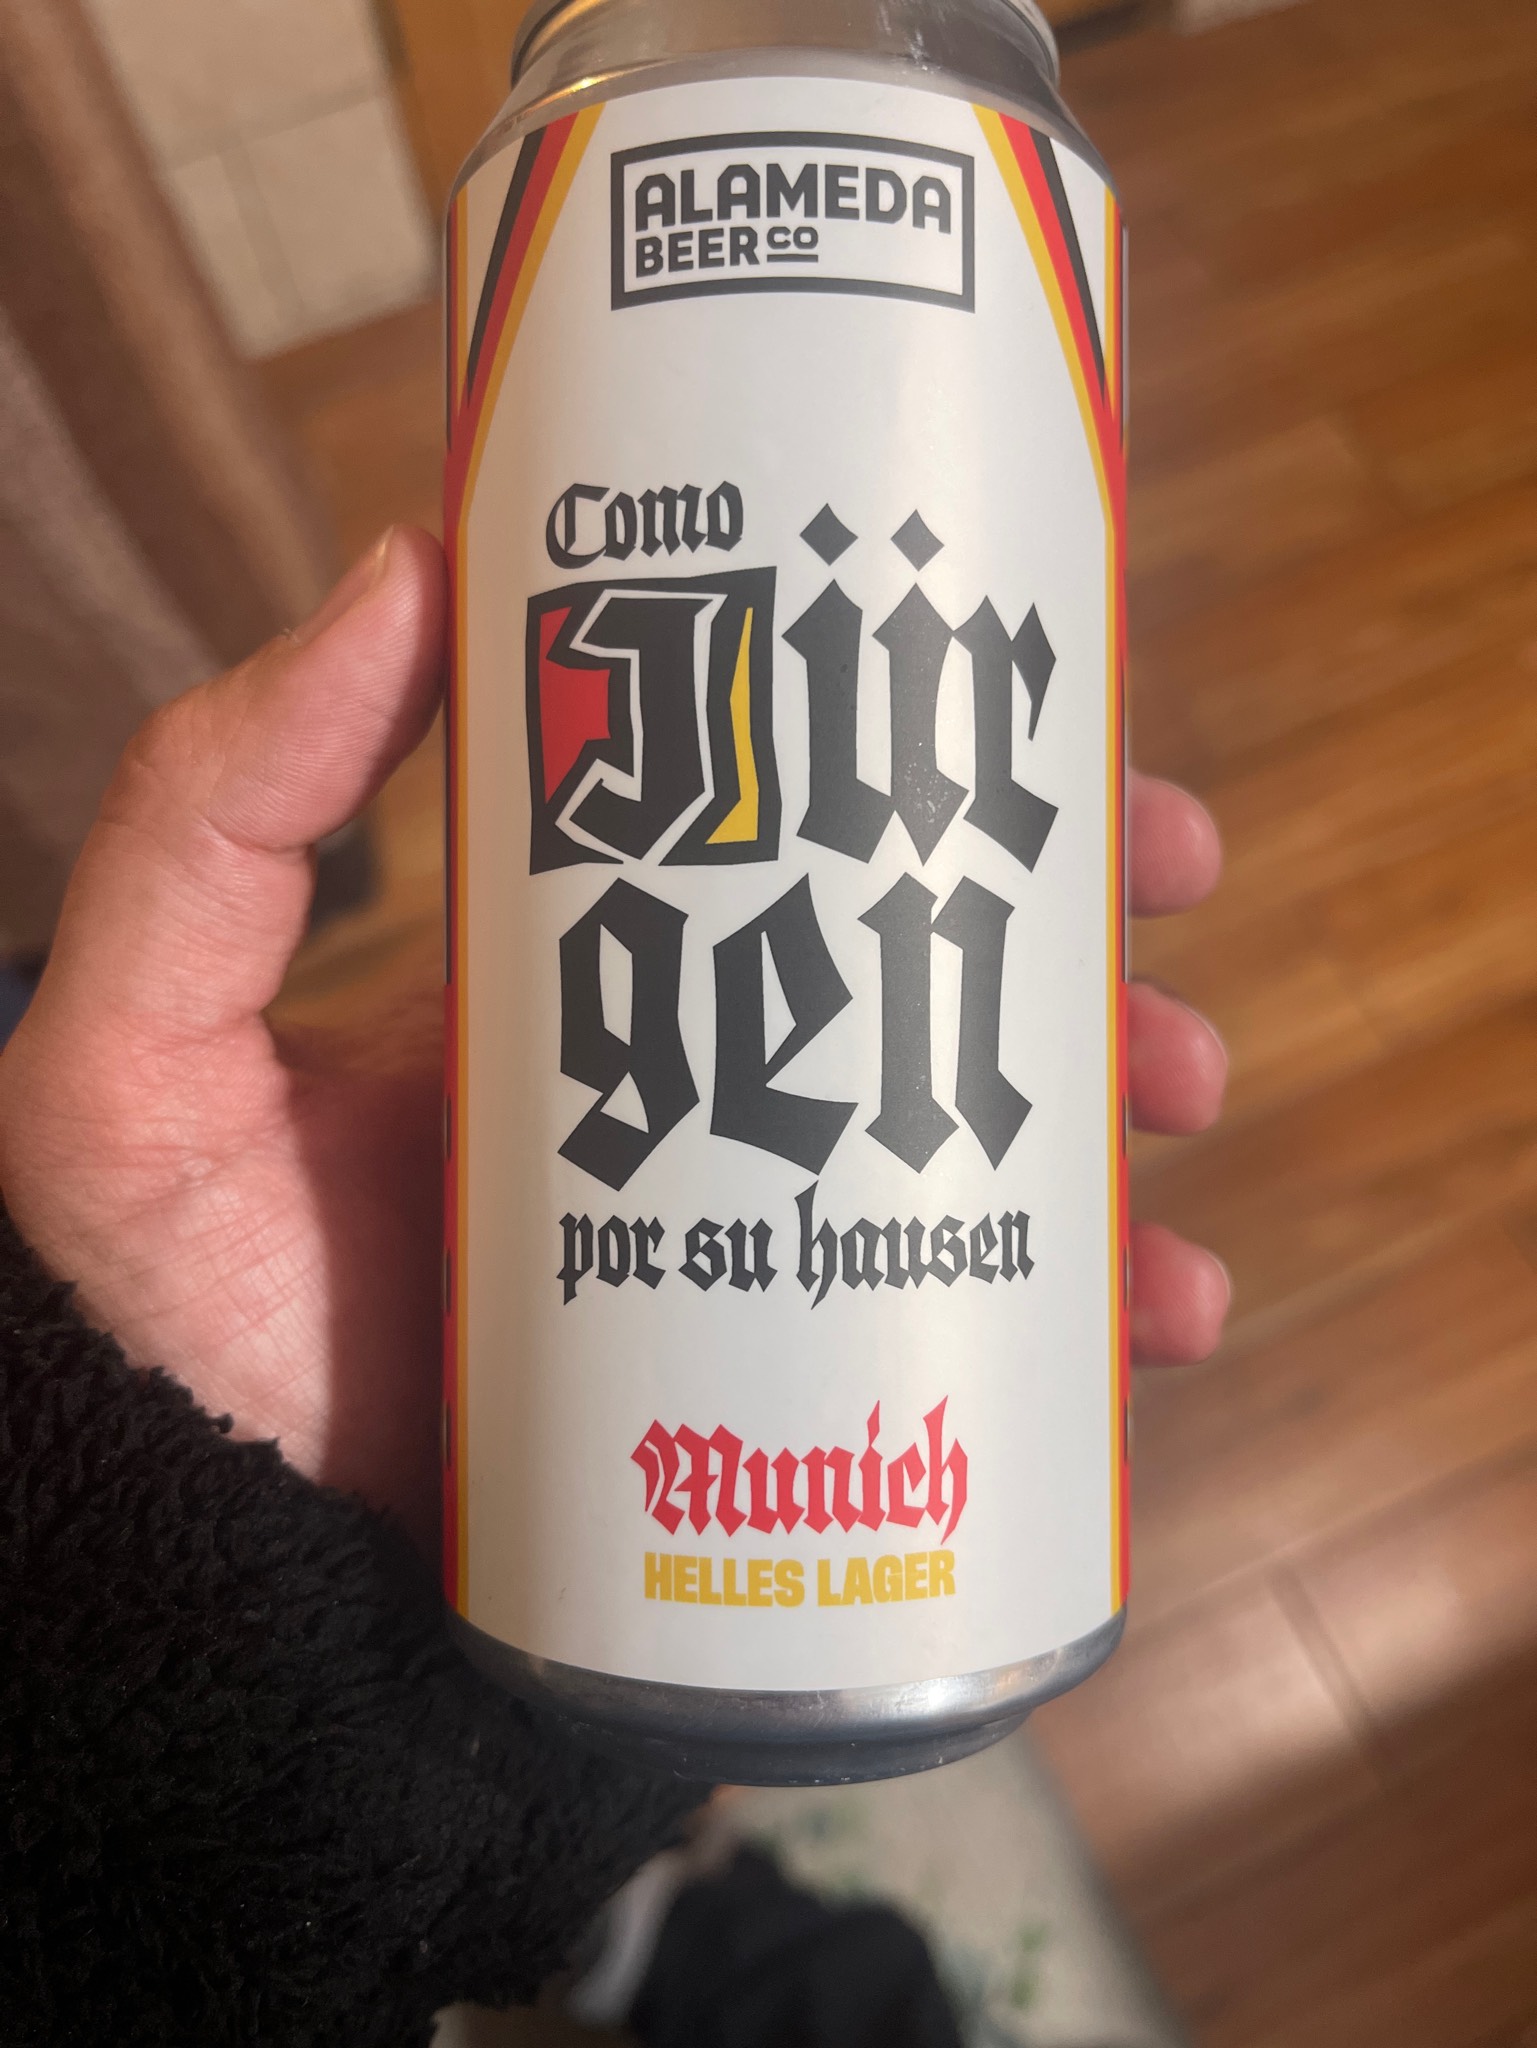 ALAMEDA
BEER CO
Como
Jür
gen
por su hausen
Munich
HELLES LAGER